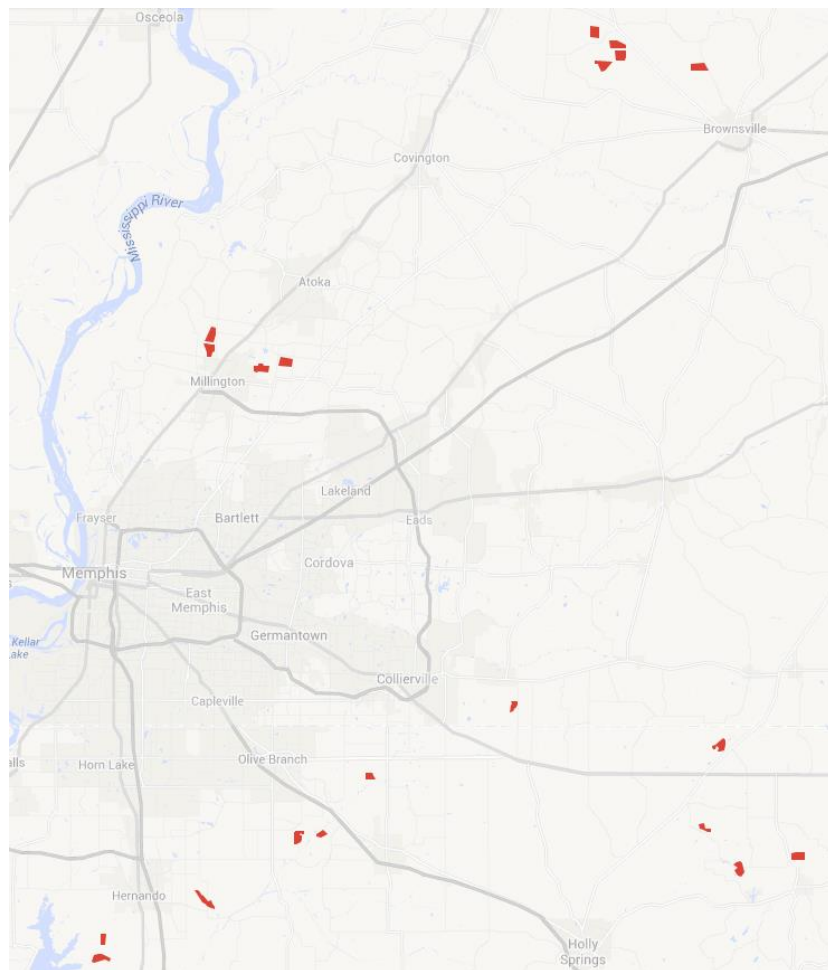 Osceola
Brownsville
Covington
Mississippi River
Atoka
Millington
Lakeland
Frayser
Bartlett
Eads
Memphis
Cordova
East
Memphis
Kellar
Lake
Germantown
Collierville
Capleville
Olive Branch
alls
Horn Lake
Hernando
Holly
Springs